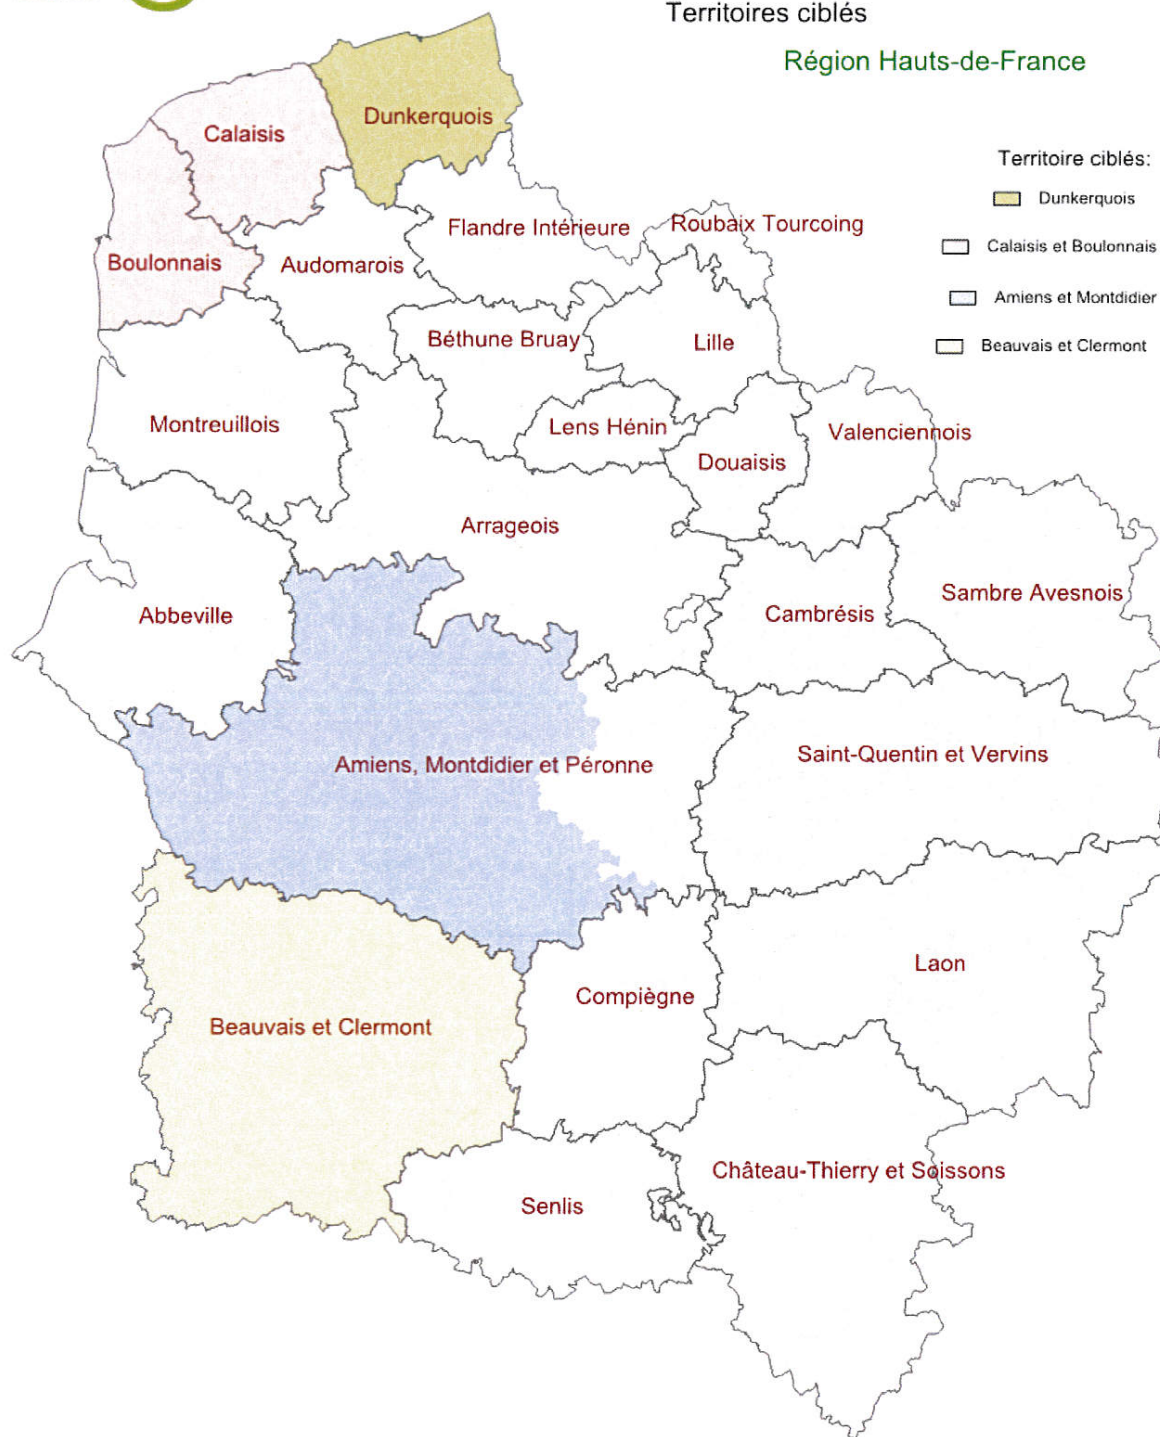 Territoires ciblés
Région Hauts-de-France
Dunkerquois
Calaisis
Territoire ciblés:
Dunkerquois
Flandre Intérieure
Roubaix Tourcoing
Calaisis et Boulonnais
Boulonnais
Audomarois
Amiens et Montdidier
Béthune Bruay
Lille
Beauvais et Clermont
Montreuillois
Lens Hénin
Valenciennois
Douaisis
Arrageois
Abbeville
Cambrésis
Sambre Avesnois
Amiens, Montdidier et Péronne
Saint-Quentin et Vervins
Laon
Compiègne
Beauvais et Clermont
Château-Thierry et Soissons
Senlis